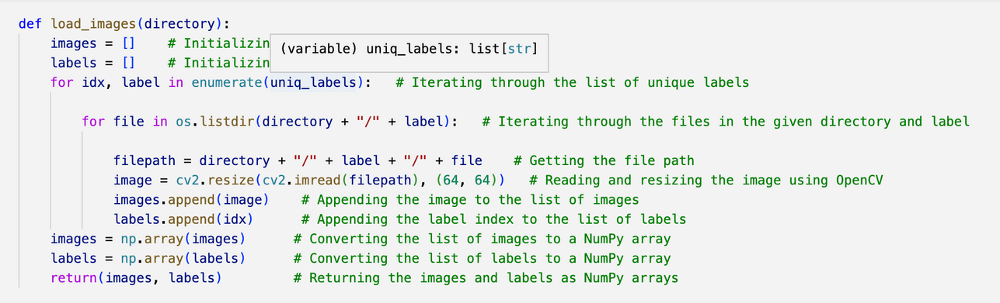 def load_images(directory):
    images = []    # Initializin
(variable) uniq_labels: list[str]
    labels = []    # Initializin
    for idx, label in enumerate(uniq_labels):   # Iterating through the list of unique labels
        for file in os.listdir(directory + "/" + label):   # Iterating through the files in the given directory and label
            filepath = directory + "/" + label + "/" + file    # Getting the file path
            image = cv2.resize(cv2.imread(filepath), (64, 64))   # Reading and resizing the image using OpenCV
            images.append(image)    # Appending the image to the list of images
            labels.append(idx)      # Appending the label index to the list of labels
    images = np.array(images)      # Converting the list of images to a NumPy array
    labels = np.array(labels)      # Converting the list of labels to a NumPy array
    return(images, labels)         # Returning the images and labels as NumPy arrays